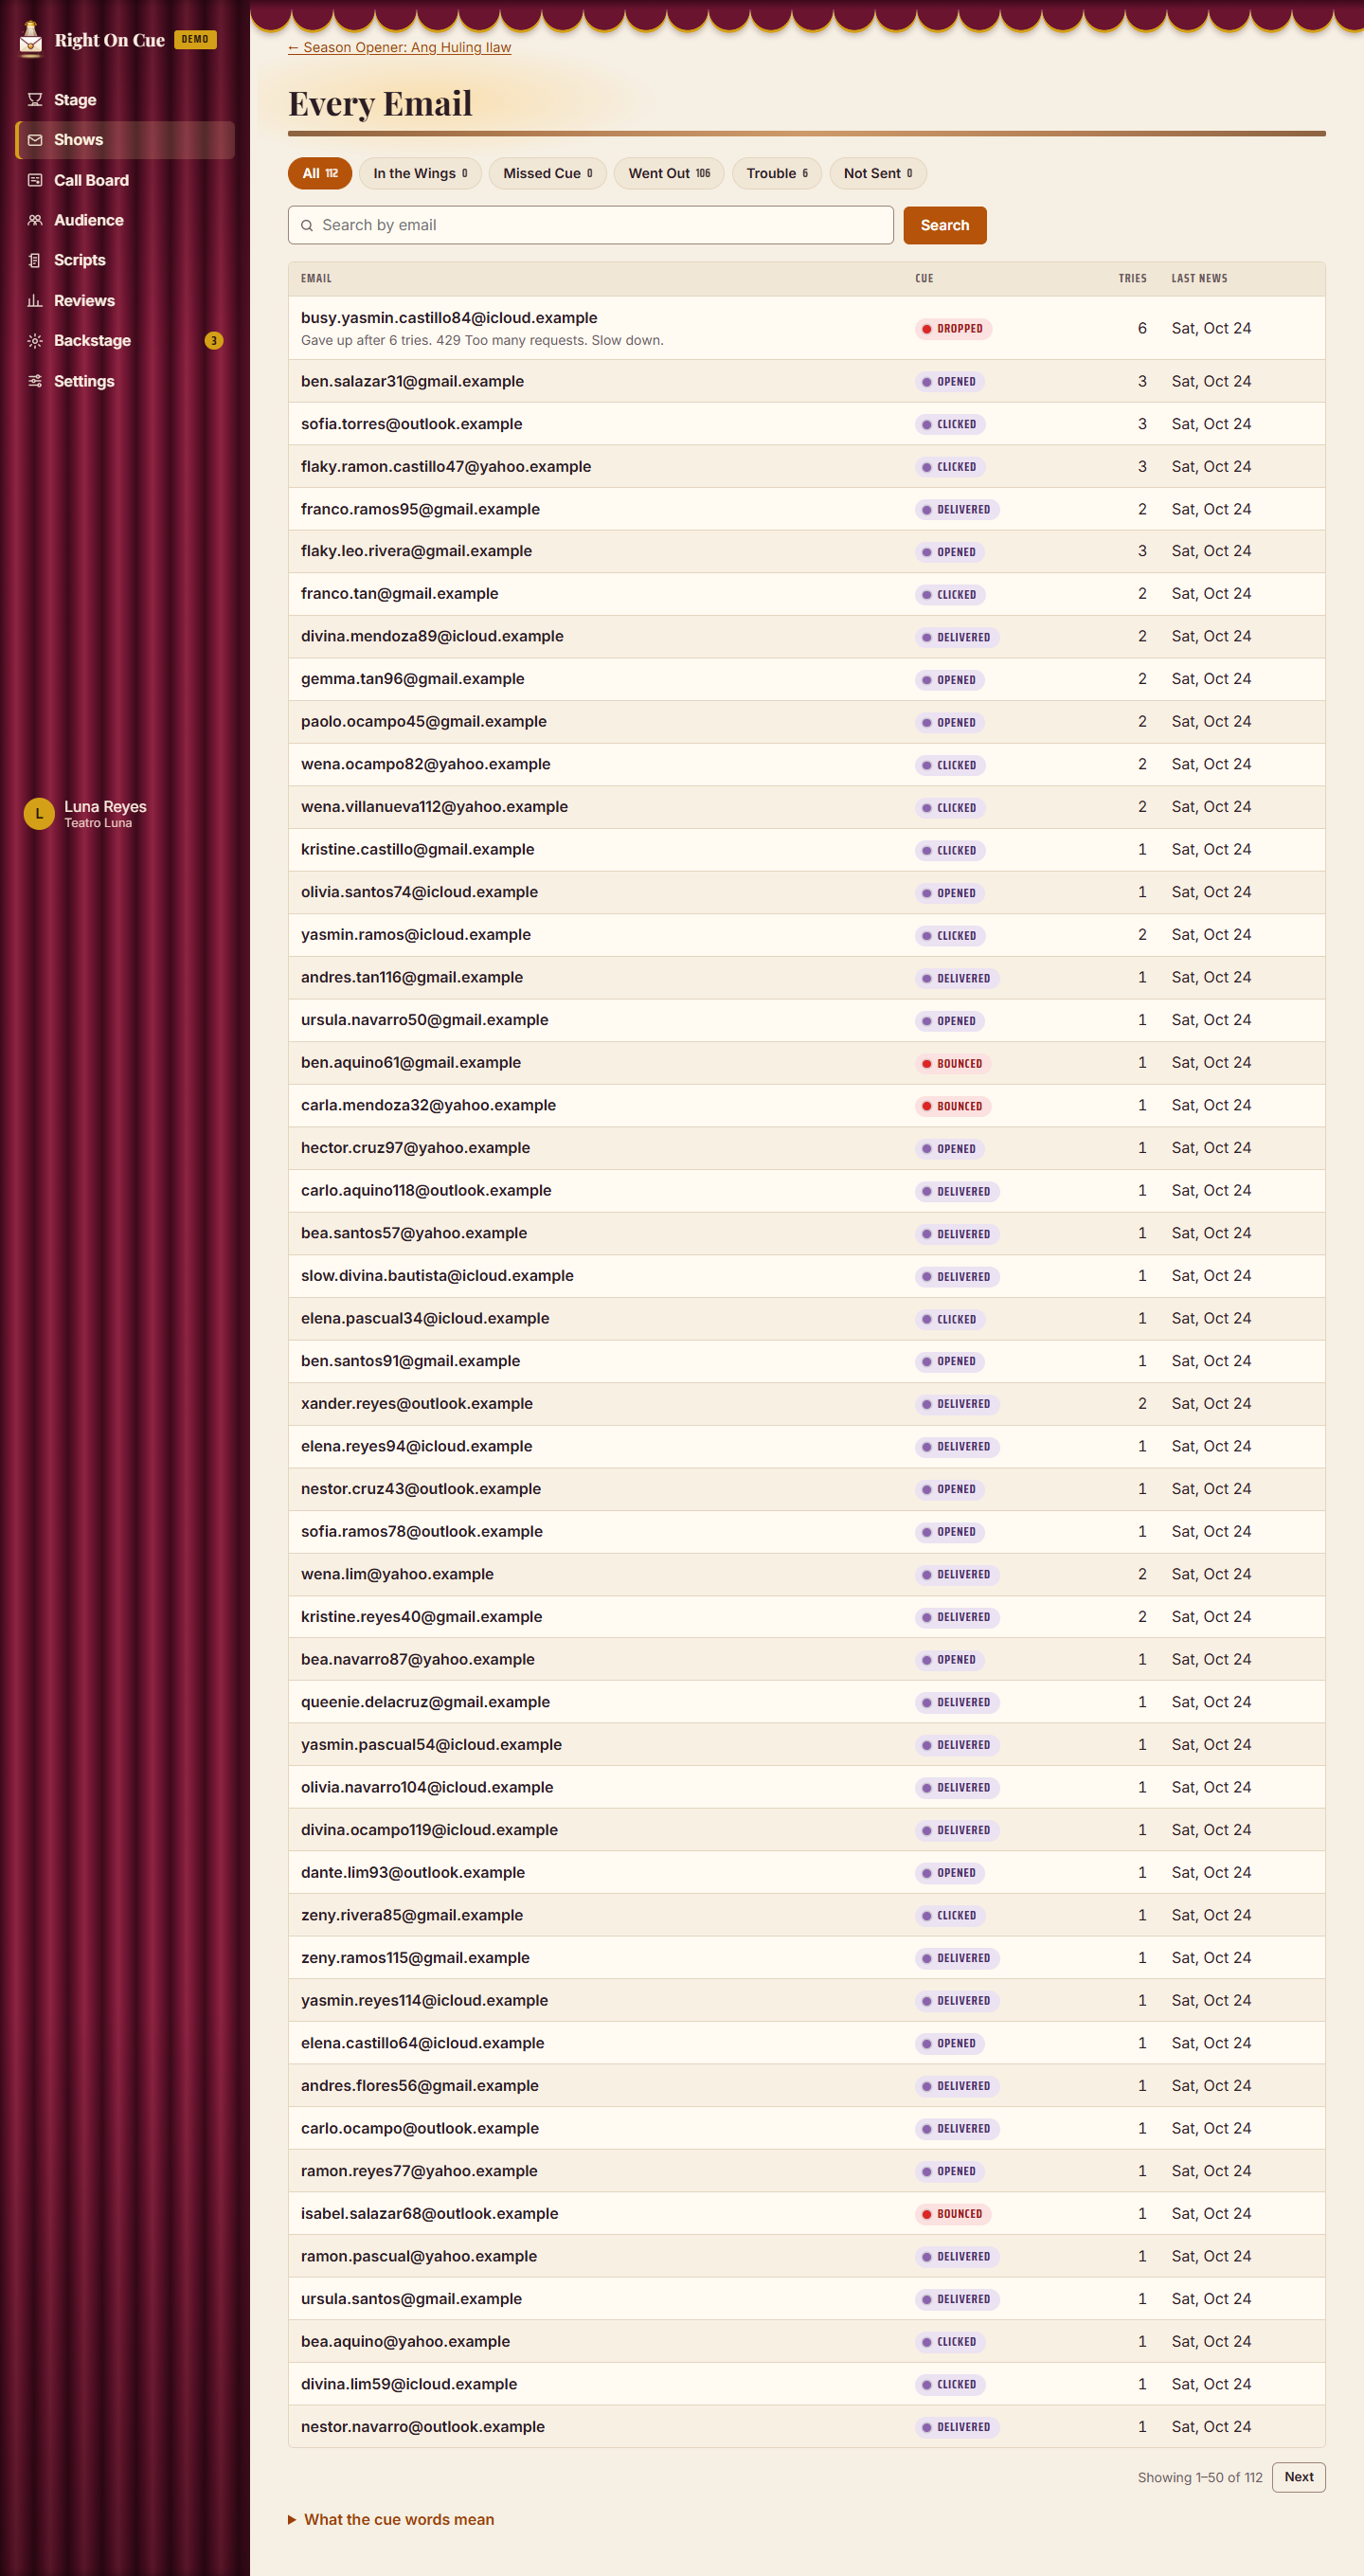 Right On Cue DEMO
Stage
Shows
Call Board
Audience
Scripts
Reviews
Backstage 3
Settings
L Luna Reyes
Teatro Luna
← Season Opener: Ang Huling Ilaw
Every Email
All 112 In the Wings 0 Missed Cue 0 Went Out 106 Trouble 6 Not Sent 0
Search by email Search
EMAIL CUE TRIES LAST NEWS
busy.yasmin.castillo84@icloud.example DROPPED 6 Sat, Oct 24
Gave up after 6 tries. 429 Too many requests. Slow down.
ben.salazar31@gmail.example OPENED 3 Sat, Oct 24
sofia.torres@outlook.example CLICKED 3 Sat, Oct 24
flaky.ramon.castillo47@yahoo.example CLICKED 3 Sat, Oct 24
franco.ramos95@gmail.example DELIVERED 2 Sat, Oct 24
flaky.leo.rivera@gmail.example OPENED 3 Sat, Oct 24
franco.tan@gmail.example CLICKED 2 Sat, Oct 24
divina.mendoza89@icloud.example DELIVERED 2 Sat, Oct 24
gemma.tan96@gmail.example OPENED 2 Sat, Oct 24
paolo.ocampo45@gmail.example OPENED 2 Sat, Oct 24
wena.ocampo82@yahoo.example CLICKED 2 Sat, Oct 24
wena.villanueva112@yahoo.example CLICKED 2 Sat, Oct 24
kristine.castillo@gmail.example CLICKED 1 Sat, Oct 24
olivia.santos74@icloud.example OPENED 1 Sat, Oct 24
yasmin.ramos@icloud.example CLICKED 2 Sat, Oct 24
andres.tan116@gmail.example DELIVERED 1 Sat, Oct 24
ursula.navarro50@gmail.example OPENED 1 Sat, Oct 24
ben.aquino61@gmail.example BOUNCED 1 Sat, Oct 24
carla.mendoza32@yahoo.example BOUNCED 1 Sat, Oct 24
hector.cruz97@yahoo.example OPENED 1 Sat, Oct 24
carlo.aquino118@outlook.example DELIVERED 1 Sat, Oct 24
bea.santos57@yahoo.example DELIVERED 1 Sat, Oct 24
slow.divina.bautista@icloud.example DELIVERED 1 Sat, Oct 24
elena.pascual34@icloud.example CLICKED 1 Sat, Oct 24
ben.santos91@gmail.example OPENED 1 Sat, Oct 24
xander.reyes@outlook.example DELIVERED 2 Sat, Oct 24
elena.reyes94@icloud.example DELIVERED 1 Sat, Oct 24
nestor.cruz43@outlook.example OPENED 1 Sat, Oct 24
sofia.ramos78@outlook.example OPENED 1 Sat, Oct 24
wena.lim@yahoo.example DELIVERED 2 Sat, Oct 24
kristine.reyes40@gmail.example DELIVERED 2 Sat, Oct 24
bea.navarro87@yahoo.example OPENED 1 Sat, Oct 24
queenie.delacruz@gmail.example DELIVERED 1 Sat, Oct 24
yasmin.pascual54@icloud.example DELIVERED 1 Sat, Oct 24
olivia.navarro104@icloud.example DELIVERED 1 Sat, Oct 24
divina.ocampo119@icloud.example DELIVERED 1 Sat, Oct 24
dante.lim93@outlook.example OPENED 1 Sat, Oct 24
zeny.rivera85@gmail.example CLICKED 1 Sat, Oct 24
zeny.ramos115@gmail.example DELIVERED 1 Sat, Oct 24
yasmin.reyes114@icloud.example DELIVERED 1 Sat, Oct 24
elena.castillo64@icloud.example OPENED 1 Sat, Oct 24
andres.flores56@gmail.example DELIVERED 1 Sat, Oct 24
carlo.ocampo@outlook.example DELIVERED 1 Sat, Oct 24
ramon.reyes77@yahoo.example OPENED 1 Sat, Oct 24
isabel.salazar68@outlook.example BOUNCED 1 Sat, Oct 24
ramon.pascual@yahoo.example DELIVERED 1 Sat, Oct 24
ursula.santos@gmail.example DELIVERED 1 Sat, Oct 24
bea.aquino@yahoo.example CLICKED 1 Sat, Oct 24
divina.lim59@icloud.example CLICKED 1 Sat, Oct 24
nestor.navarro@outlook.example DELIVERED 1 Sat, Oct 24
Showing 1–50 of 112 Next
What the cue words mean